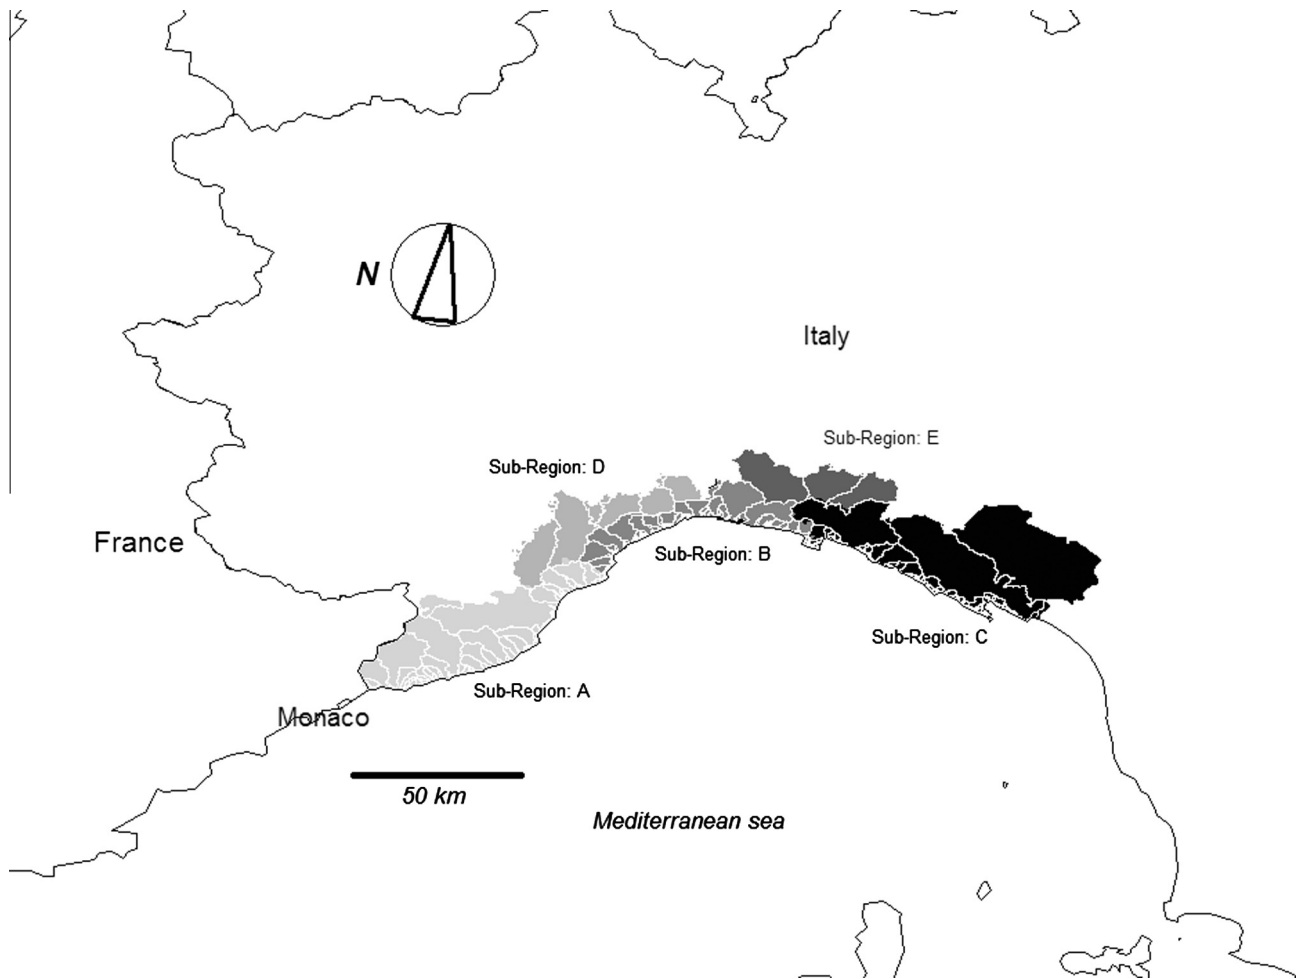 N
Italy
Sub-Region: E
Sub-Region: D
France
Sub-Region: B
Sub-Region: C
Sub-Region: A
Monaco
50 km
Mediterranean sea